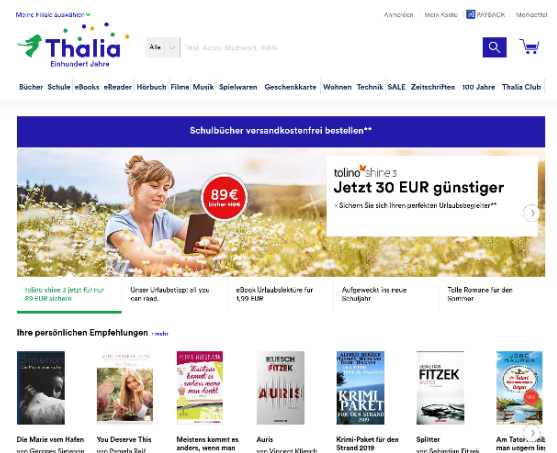 Meine Filiale auswählen
Anmelden Mein Konto PAYBACK Merkzettel
Thalia
Einhundert Jahre
Alle
Titel, Autor, Stichwort, ISBN
Bücher Schule eBooks eReader Hörbuch Filme Musik Spielwaren Geschenkkarte Wohnen Technik SALE Zeitschriften 100 Jahre Thalia Club
Schulbücher versandkostenfrei bestellen**
89€
bisher
tolino shine 3
Jetzt 30 EUR günstiger
› Sichern Sie sich Ihren perfekten Urlaubsbegleiter**
tolino shine 3 jetzt für nur
89 EUR sichern
Unser Urlaubstipp: all you
can read.
eBook Urlaubslektüre für
1,99 EUR
Aufgeweckt ins neue
Schuljahr
Tolle Romane für den
Sommer
Ihre persönlichen Empfehlungen › mehr
Simenon
KLIESCH
FITZEK
AURIS
KRIMI
PAKET
FÜR DEN STRAND
2019
FITZEK
SPLITTER
Die Marie vom Hafen
von Georges Simenon
You Deserve This
von Pamela Reif
Meistens kommt es
anders, wenn man
Auris
von Vincent Kliesch
Krimi-Paket für den
Strand 2019
Splitter
von Sebastian Fitzek
Am Tatort
man ungern